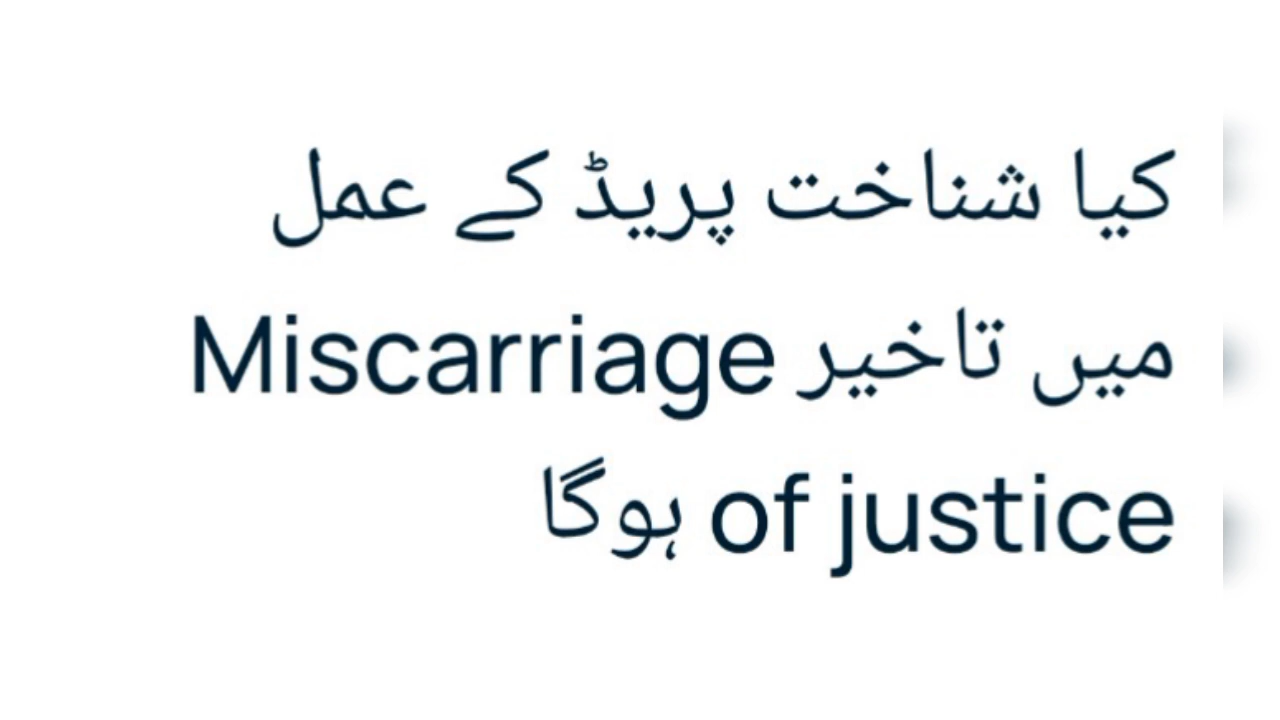 کیا شناخت پریڈ کے عمل
میں تاخیر Miscarriage
of justice ہوگا